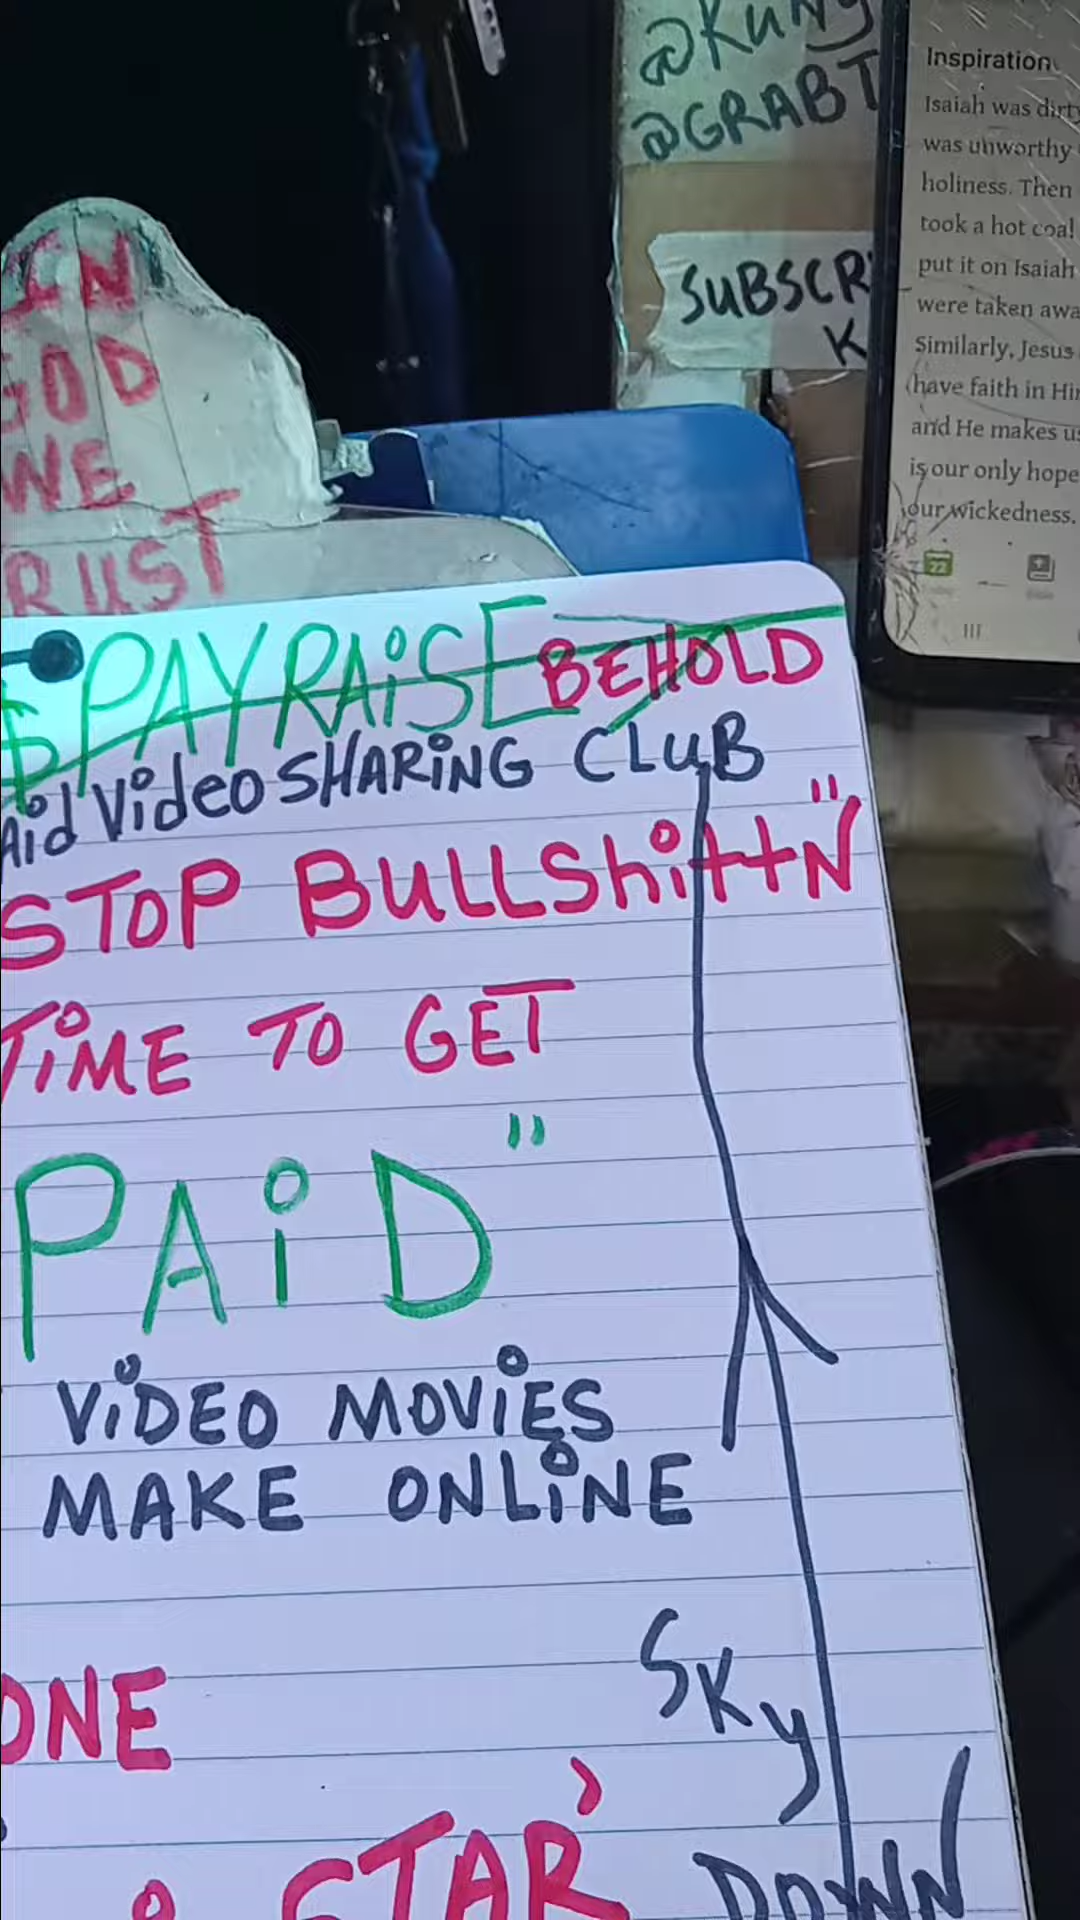 @KUNG
@GRABT
SUBSCR
K
Inspiration
Isaiah was dirty
was unworthy
holiness. Then
took a hot coal
put it on Isaiah
were taken awa
Similarly, Jesus
have faith in Hi
and He makes us
is our only hope
our wickedness.
22
IN
GOD
WE
RUST
$PAYRAiSE BEHOLD
Aid Video SHARiNG CLUB
STOP BULLShittN"
TiME TO GET
PAiD"
ViDEO MOViES
MAKE ONLiNE
ONE
Sky
STAR'
DOWN